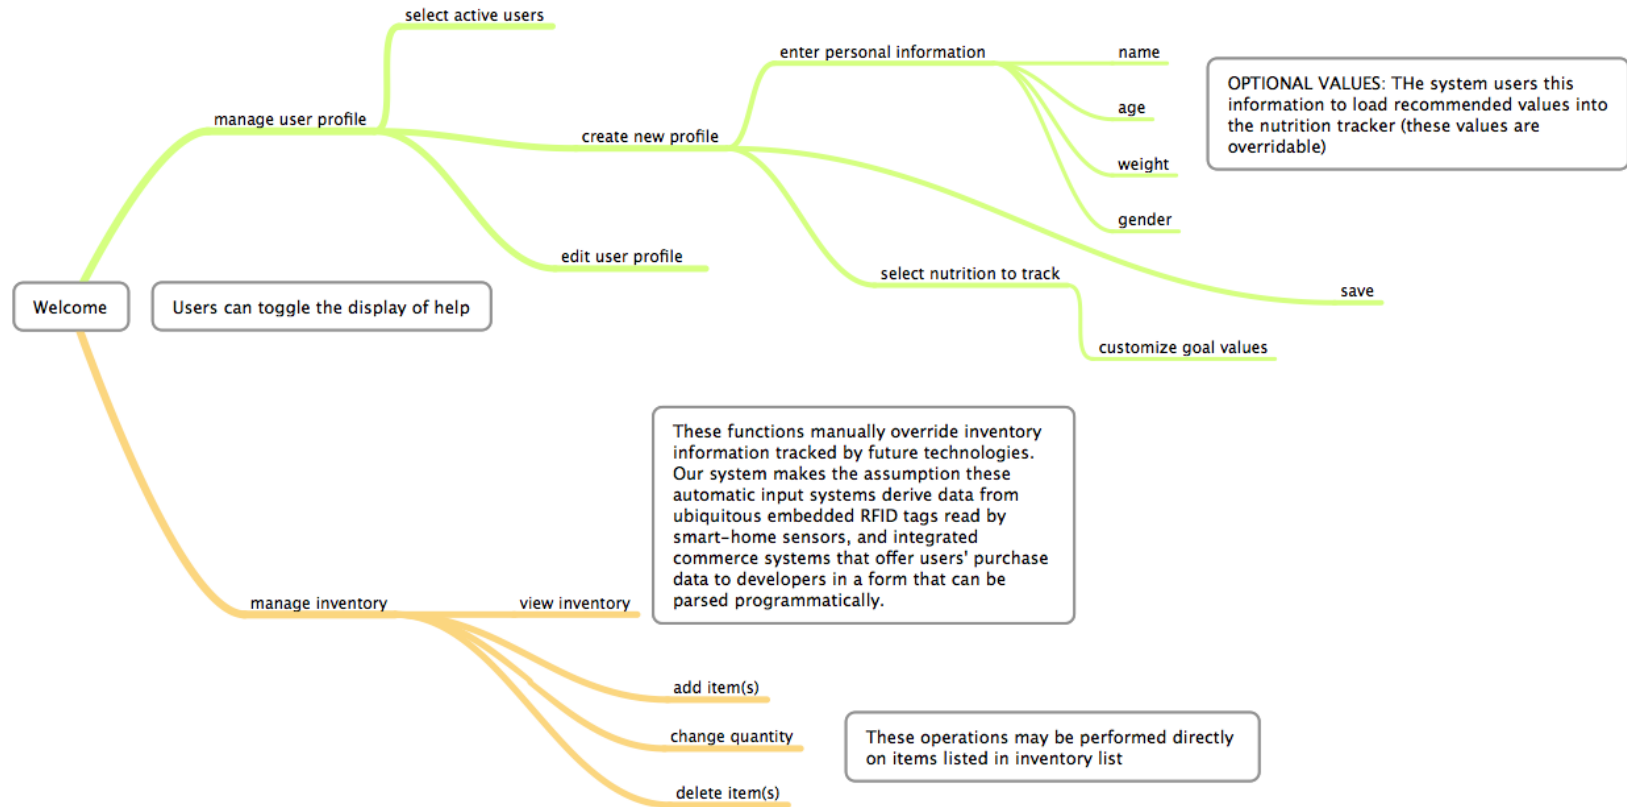 select active users
enter personal information
name
OPTIONAL VALUES: THe system users this
information to load recommended values into
the nutrition tracker (these values are
overridable)
manage user profile
create new profile
age
weight
gender
edit user profile
select nutrition to track
save
Welcome
Users can toggle the display of help
customize goal values
These functions manually override inventory
information tracked by future technologies.
Our system makes the assumption these
automatic input systems derive data from
ubiquitous embedded RFID tags read by
smart-home sensors, and integrated
commerce systems that offer users' purchase
data to developers in a form that can be
parsed programmatically.
manage inventory
view inventory
add item(s)
change quantity
These operations may be performed directly
on items listed in inventory list
delete item(s)